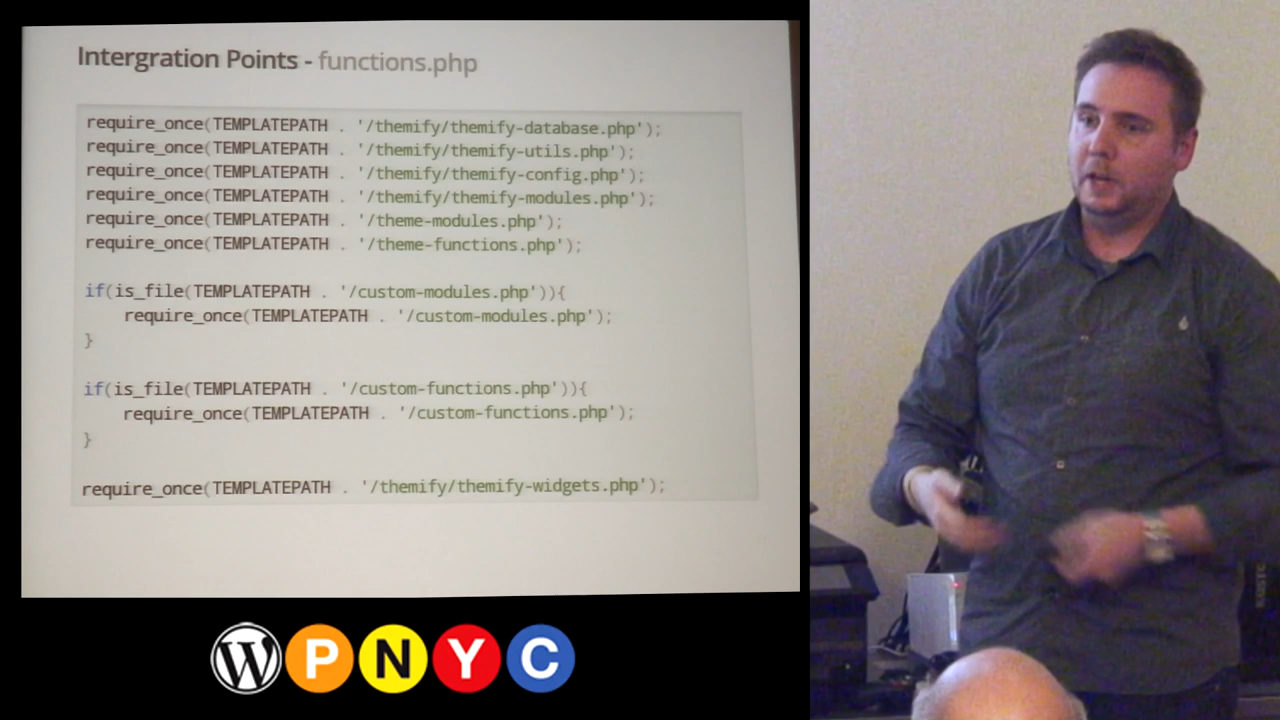 Intergration Points - functions.php
require_once(TEMPLATEPATH . '/themify/themify-database.php');
require_once(TEMPLATEPATH . '/themify/themify-utils.php');
require_once(TEMPLATEPATH . '/themify/themify-config.php');
require_once(TEMPLATEPATH . '/themify/themify-modules.php');
require_once(TEMPLATEPATH . '/theme-modules.php');
require_once(TEMPLATEPATH . '/theme-functions.php');
if(is_file(TEMPLATEPATH . '/custom-modules.php')){
require_once(TEMPLATEPATH . '/custom-modules.php');
}
if(is_file(TEMPLATEPATH . '/custom-functions.php')){
require_once(TEMPLATEPATH . '/custom-functions.php');
}
require_once(TEMPLATEPATH . '/themify/themify-widgets.php');
W P N Y C